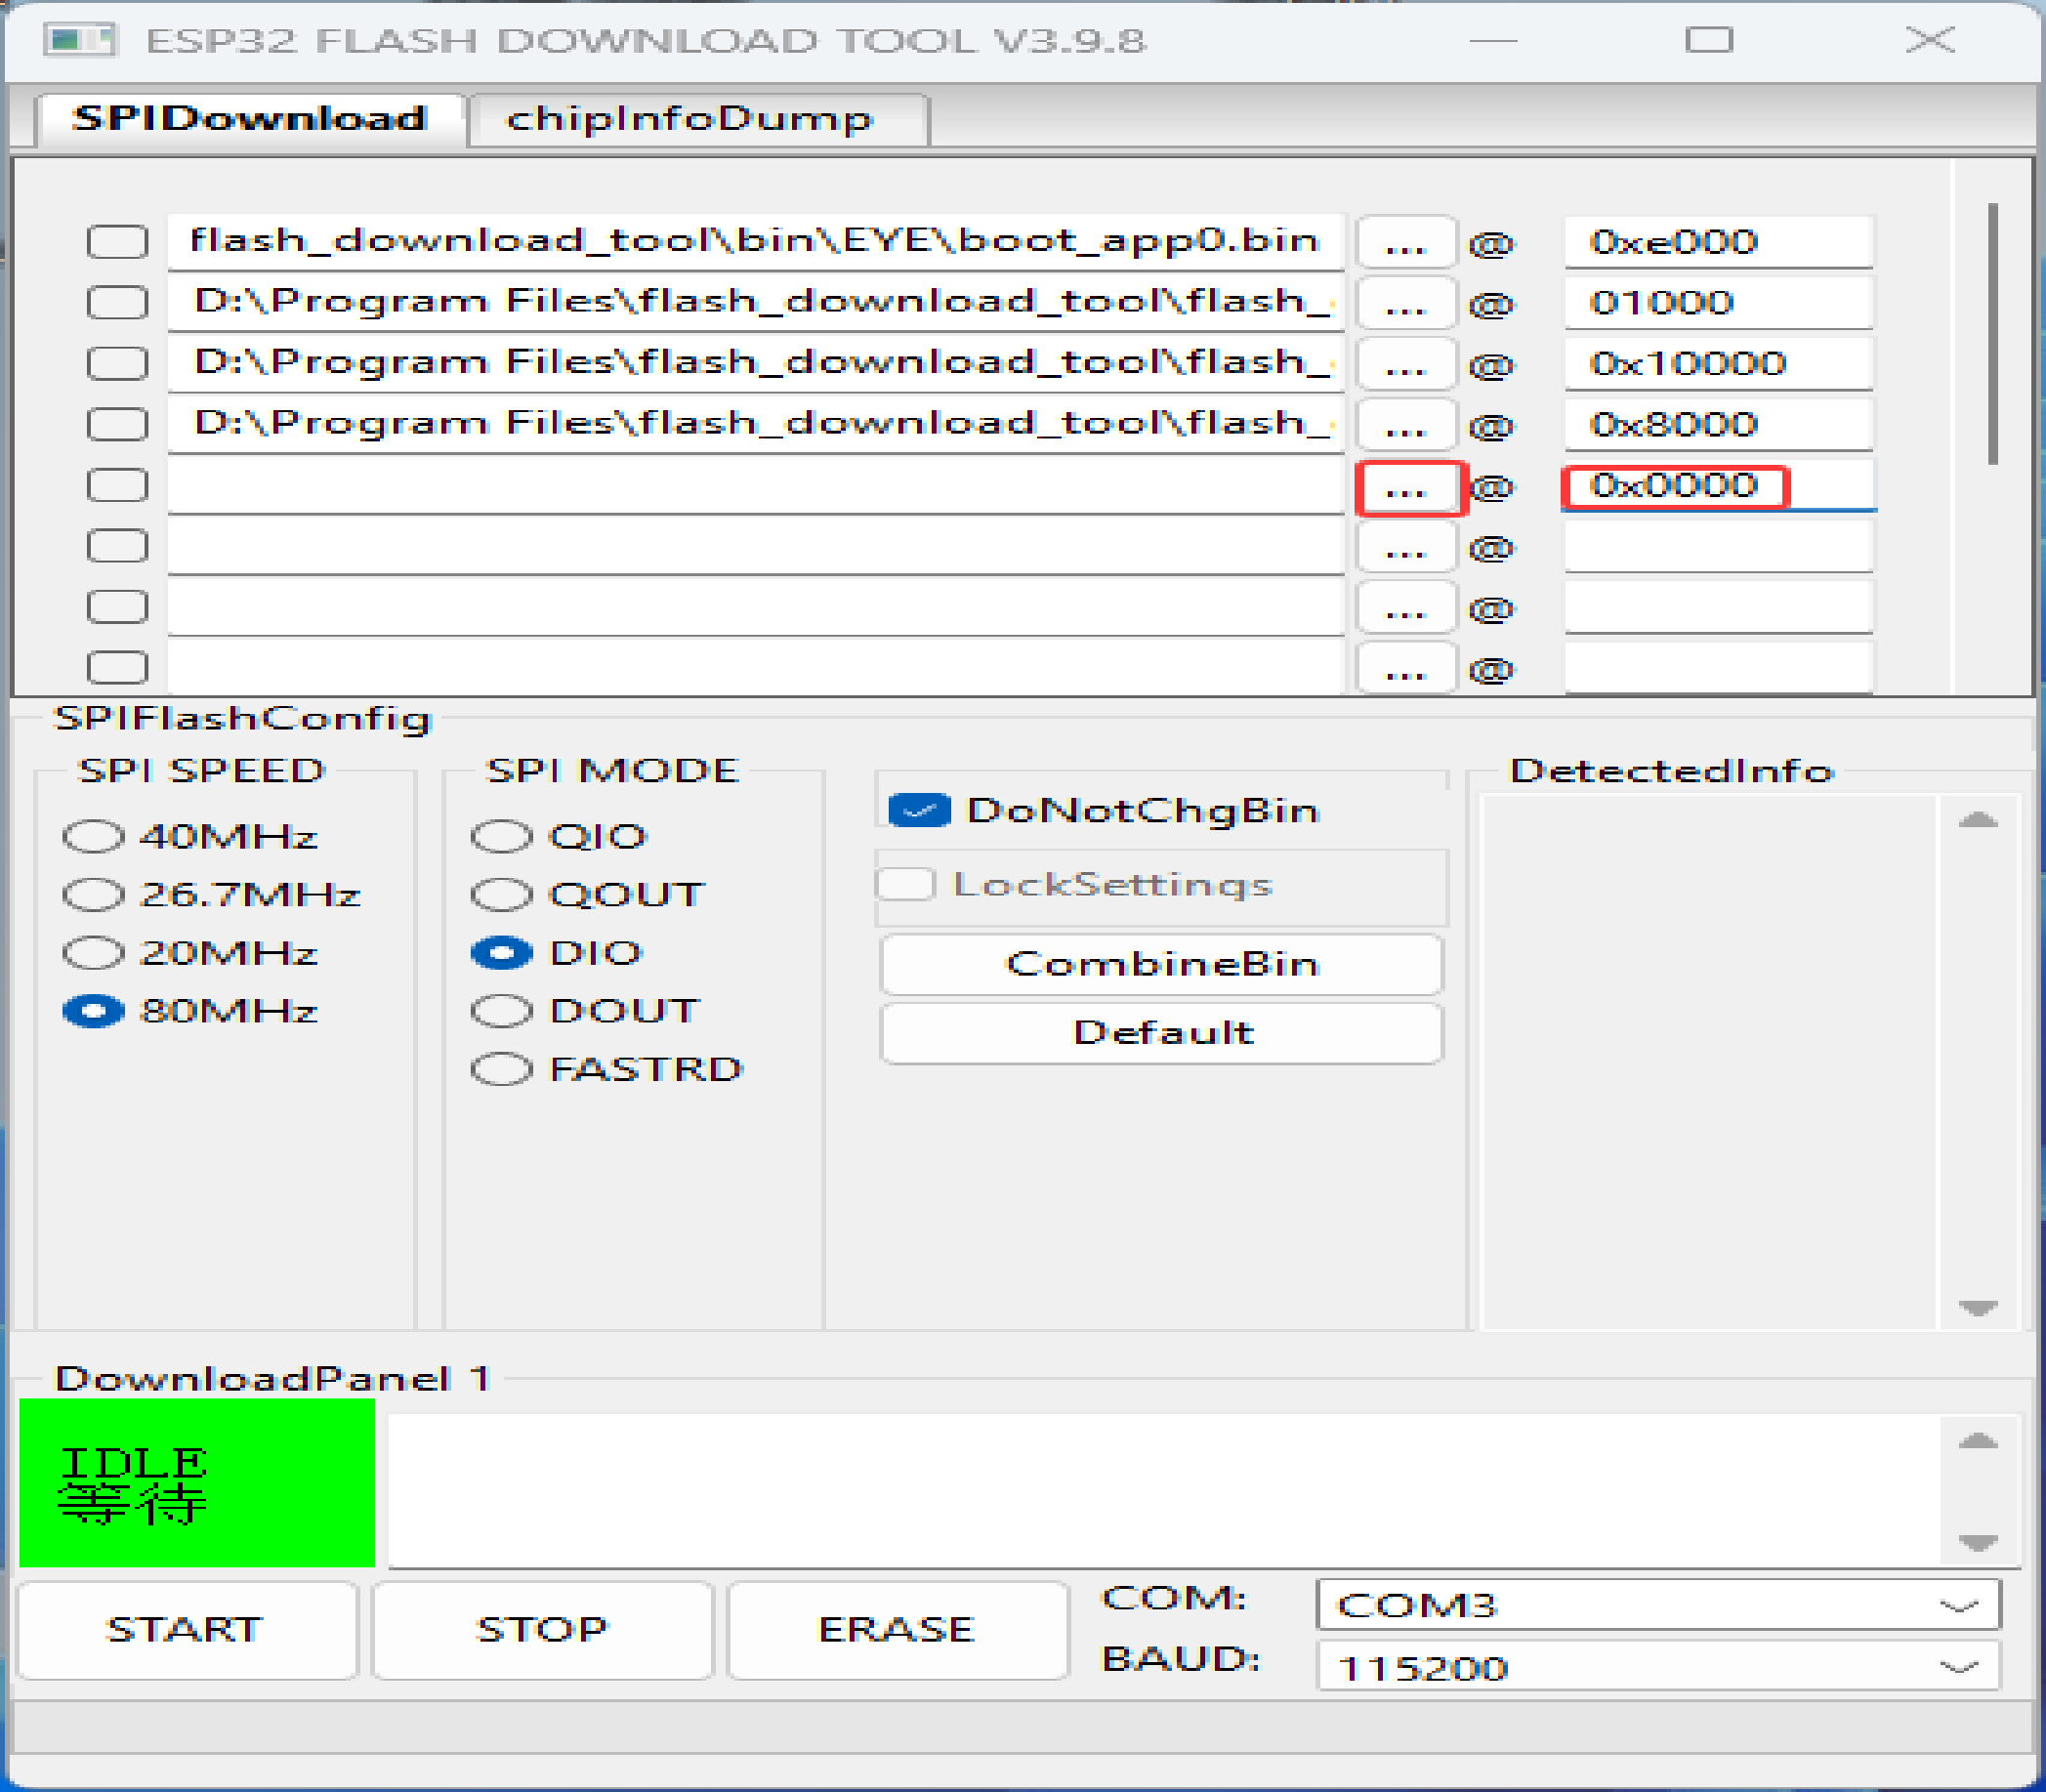 ESP32 FLASH DOWNLOAD TOOL V3.9.8
SPIDownload chipInfoDump
flash_download_tool\bin\EYE\boot_app0.bin ... @ 0xe000
D:\Program Files\flash_download_tool\flash_ ... @ 01000
D:\Program Files\flash_download_tool\flash_ ... @ 0x10000
D:\Program Files\flash_download_tool\flash_ ... @ 0x8000
... @ 0x0000
... @
... @
... @
SPIFlashConfig
SPI SPEED
40MHz
26.7MHz
20MHz
80MHz
SPI MODE
QIO
QOUT
DIO
DOUT
FASTRD
DoNotChgBin
LockSettings
CombineBin
Default
DetectedInfo
DownloadPanel 1
IDLE
等待
START STOP ERASE
COM: COM3
BAUD: 115200